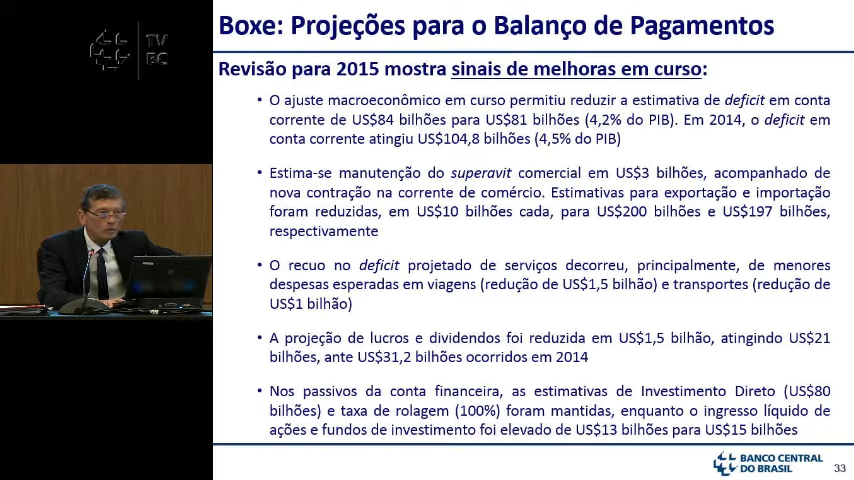 TV
BC
Boxe: Projeções para o Balanço de Pagamentos
Revisão para 2015 mostra sinais de melhoras em curso:
• O ajuste macroeconômico em curso permitiu reduzir a estimativa de deficit em conta
corrente de US$84 bilhões para US$81 bilhões (4,2% do PIB). Em 2014, o deficit em
conta corrente atingiu US$104,8 bilhões (4,5% do PIB)
• Estima-se manutenção do superavit comercial em US$3 bilhões, acompanhado de
nova contração na corrente de comércio. Estimativas para exportação e importação
foram reduzidas, em US$10 bilhões cada, para US$200 bilhões e US$197 bilhões,
respectivamente
• O recuo no deficit projetado de serviços decorreu, principalmente, de menores
despesas esperadas em viagens (redução de US$1,5 bilhão) e transportes (redução de
US$1 bilhão)
• A projeção de lucros e dividendos foi reduzida em US$1,5 bilhão, atingindo US$21
bilhões, ante US$31,2 bilhões ocorridos em 2014
• Nos passivos da conta financeira, as estimativas de Investimento Direto (US$80
bilhões) e taxa de rolagem (100%) foram mantidas, enquanto o ingresso líquido de
ações e fundos de investimento foi elevado de US$13 bilhões para US$15 bilhões
BANCO CENTRAL
DO BRASIL
33